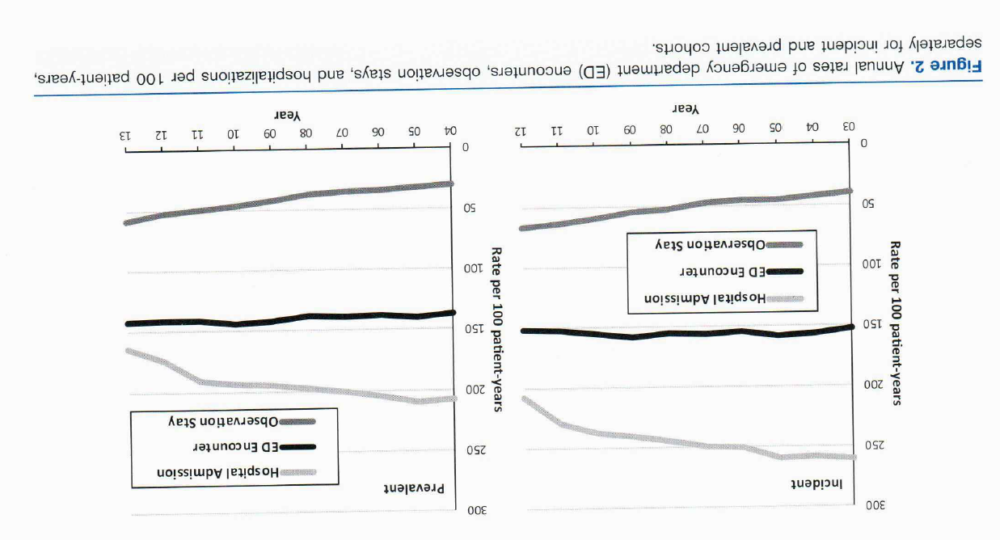 Incident
300
250
200
150
100
50
0
Rate per 100 patient-years
Hospital Admission
ED Encounter
Observation Stay
03 04 05 06 07 08 09 10 11 12
Year
Prevalent
300
250
200
150
100
50
0
Rate per 100 patient-years
Hospital Admission
ED Encounter
Observation Stay
04 05 06 07 08 09 10 11 12 13
Year
Figure 2. Annual rates of emergency department (ED) encounters, observation stays, and hospitalizations per 100 patient-years,
separately for incident and prevalent cohorts.